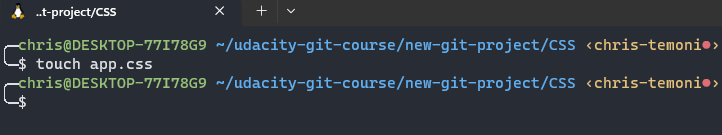 ..t-project/CSS
chris@DESKTOP-77I78G9 ~/udacity-git-course/new-git-project/CSS ‹chris-temoni●›
$ touch app.css
chris@DESKTOP-77I78G9 ~/udacity-git-course/new-git-project/CSS ‹chris-temoni●›
$